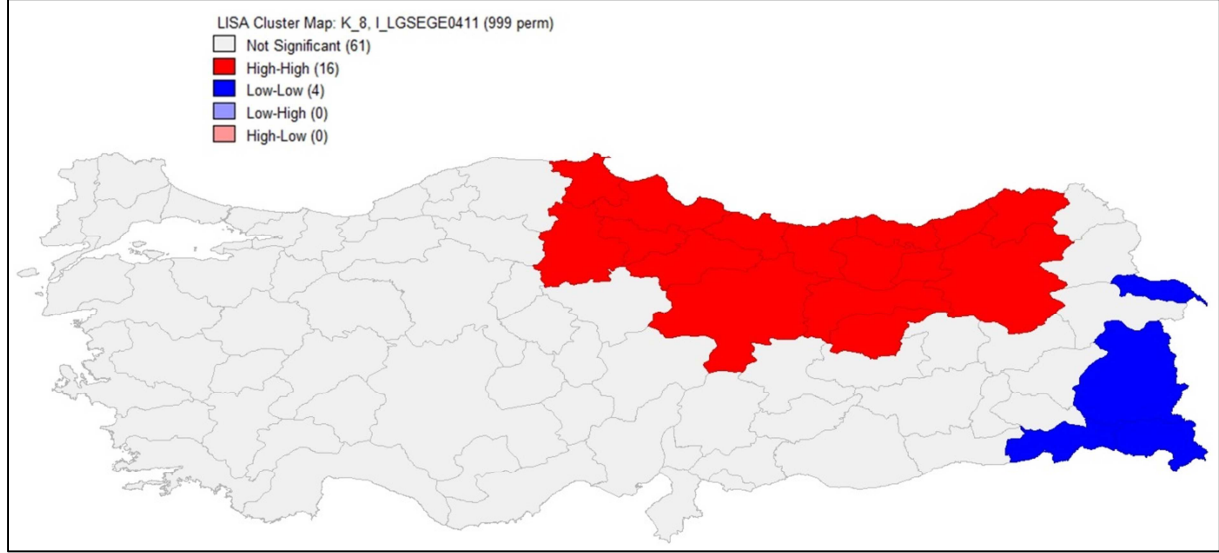 LISA Cluster Map: K_8, I_LGSEGE0411 (999 perm)
Not Significant (61)
High-High (16)
Low-Low (4)
Low-High (0)
High-Low (0)